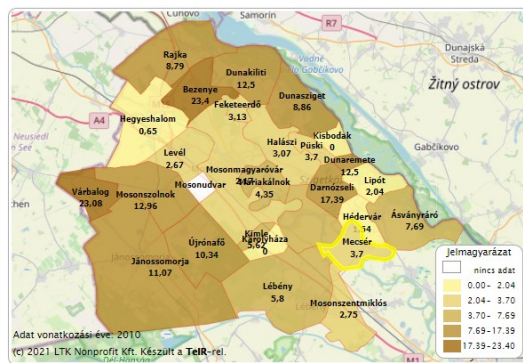 Čunovo
Šamorín
R7
Dunajská
Streda
Žitný ostrov
Vodné
Gabčíkovo
Rajka
8,79
Dunakiliti
12,5
Bezenye
23,4
Feketeerdő
3,13
Dunasziget
8,86
A4
Hegyeshalom
0,65
Gabčíkovo
Kisbodak
0
Halászi
3,07
Püski
3,7
Levél
2,67
Dunaremete
12,5
Lipót
2,04
Mosonmagyaróvár
Máriakálnok
4,35
Mosonudvar
Darnózseli
17,39
Várbalog
23,08
Mosonszolnok
12,96
Hédervár
Ásványráró
7,69
Kimle
5,62
Károlyháza
0
Mecsér
3,7
Újrónafő
10,34
Jánossomorja
11,07
Lébény
5,8
Mosonszentmiklós
2,75
Jelmagyarázat
nincs adat
0.00- 2.04
2.04- 3.70
3.70- 7.69
7.69-17.39
17.39-23.40
Adat vonatkozási éve: 2010
(c) 2021 LTK Nonprofit Kft. Készült a TeIR-rel.
M1